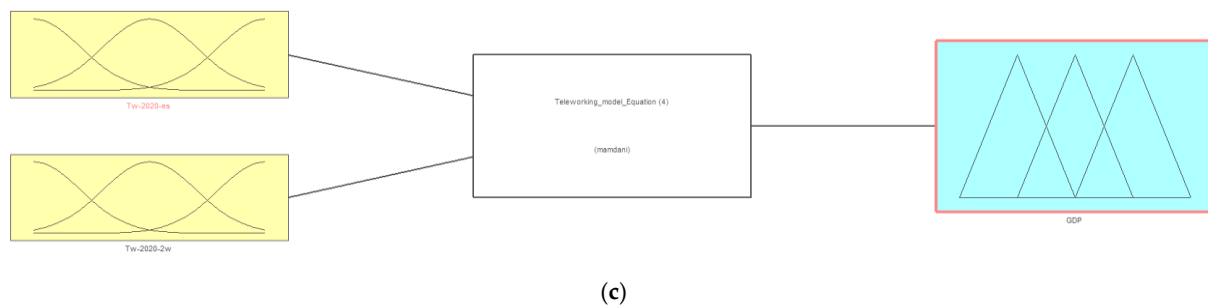 Tw-2020-es
Teleworking_model_Equation (4)
(mamdani)
Tw-2020-2w
GDP
(c)